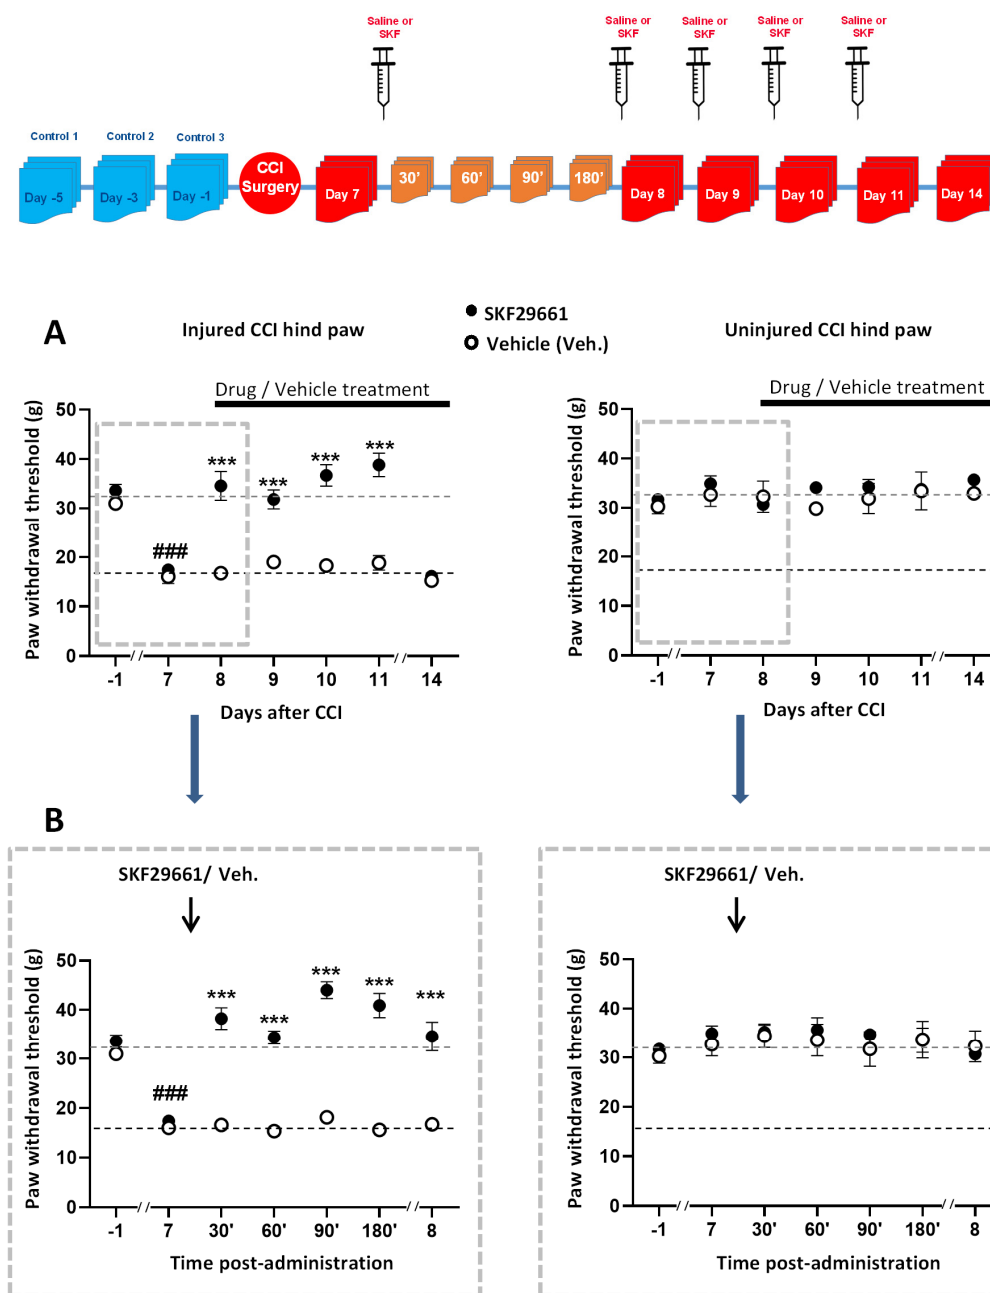 Saline or SKF
Saline or SKF
Saline or SKF
Saline or SKF
Saline or SKF
Control 1
Control 2
Control 3
Day -5
Day -3
Day -1
CCI Surgery
Day 7
30'
60'
90'
180'
Day 8
Day 9
Day 10
Day 11
Day 14
A
Injured CCI hind paw
SKF29661
Vehicle (Veh.)
Uninjured CCI hind paw
Drug / Vehicle treatment
Paw withdrawal threshold (g)
50
40
30
20
10
0
***
***
***
***
###
-1 // 7 8 9 10 11 // 14
Days after CCI
Drug / Vehicle treatment
Paw withdrawal threshold (g)
50
40
30
20
10
0
-1 // 7 8 9 10 11 // 14
Days after CCI
B
SKF29661/ Veh.
Paw withdrawal threshold (g)
50
40
30
20
10
0
***
***
***
***
***
###
-1 // 7 30' 60' 90' 180' // 8
Time post-administration
SKF29661/ Veh.
Paw withdrawal threshold (g)
50
40
30
20
10
0
-1 // 7 30' 60' 90' 180' // 8
Time post-administration